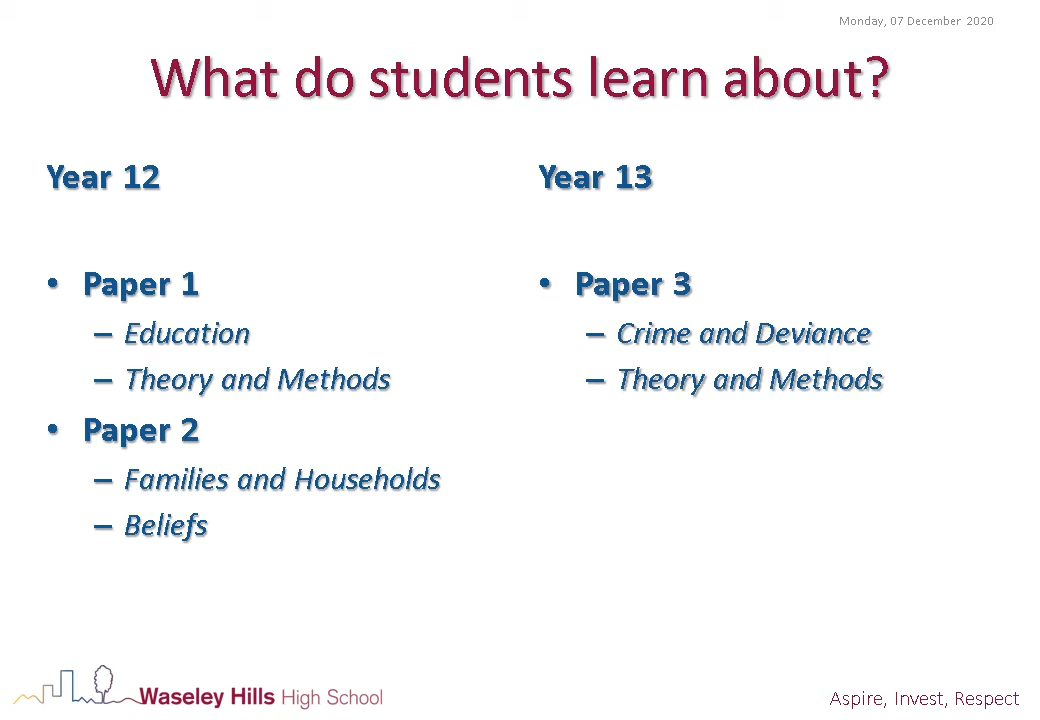 Monday, 07 December 2020
What do students learn about?
Year 12
• Paper 1
– Education
– Theory and Methods
• Paper 2
– Families and Households
– Beliefs
Year 13
• Paper 3
– Crime and Deviance
– Theory and Methods
Waseley Hills High School
Aspire, Invest, Respect